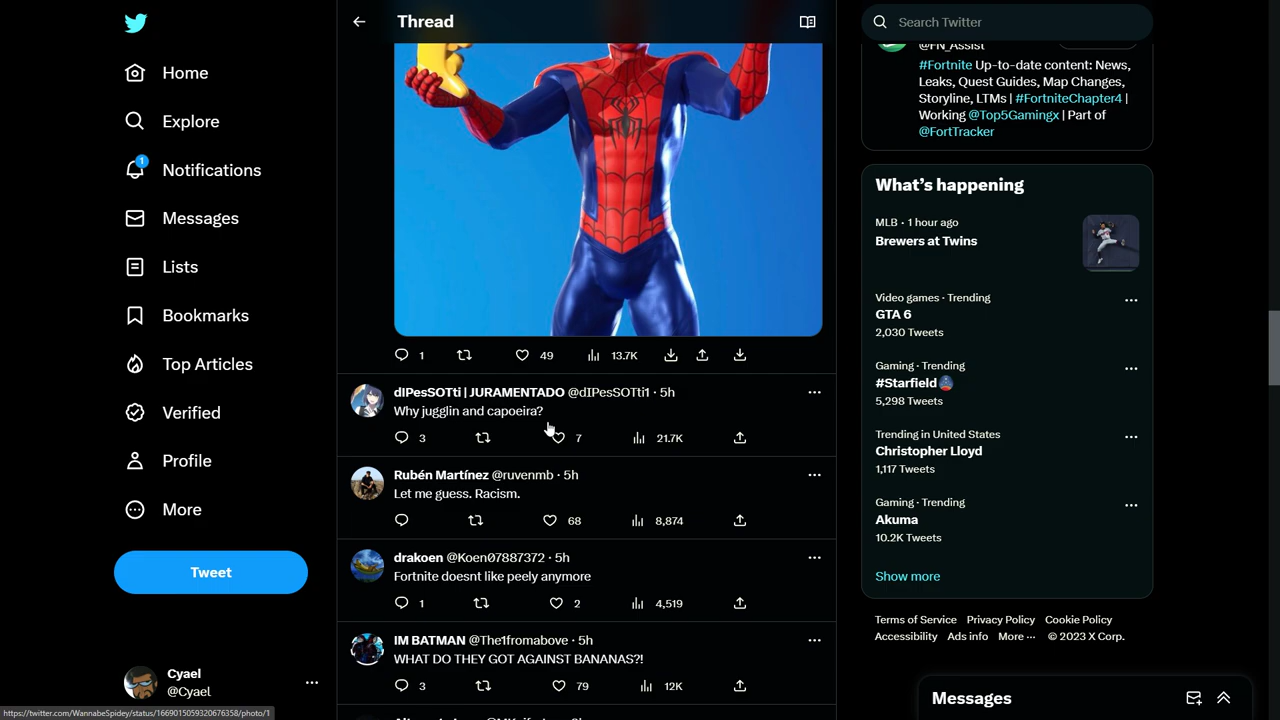 Home
Explore
1
Notifications
Messages
Lists
Bookmarks
Top Articles
Verified
Profile
More
Tweet
Cyael
@Cyael
https://twitter.com/WannabeSpidey/status/1669015059320676358/photo/1
Thread
1
49
13.7K
dIPesSOTti | JURAMENTADO @dIPesSOTti1 · 5h
Why jugglin and capoeira?
3
7
21.7K
Rubén Martínez @ruvenmb · 5h
Let me guess. Racism.
68
8,874
drakoen @Koen07887372 · 5h
Fortnite doesnt like peely anymore
1
2
4,519
IM BATMAN @The1fromabove · 5h
WHAT DO THEY GOT AGAINST BANANAS?!
3
79
12K
Search Twitter
@FN_Assist
#Fortnite Up-to-date content: News,
Leaks, Quest Guides, Map Changes,
Storyline, LTMs | #FortniteChapter4 |
Working @Top5Gamingx | Part of
@FortTracker
What's happening
MLB · 1 hour ago
Brewers at Twins
Video games · Trending
GTA 6
2,030 Tweets
Gaming · Trending
#Starfield
5,298 Tweets
Trending in United States
Christopher Lloyd
1,117 Tweets
Gaming · Trending
Akuma
10.2K Tweets
Show more
Terms of Service Privacy Policy Cookie Policy
Accessibility Ads info More ··· © 2023 X Corp.
Messages